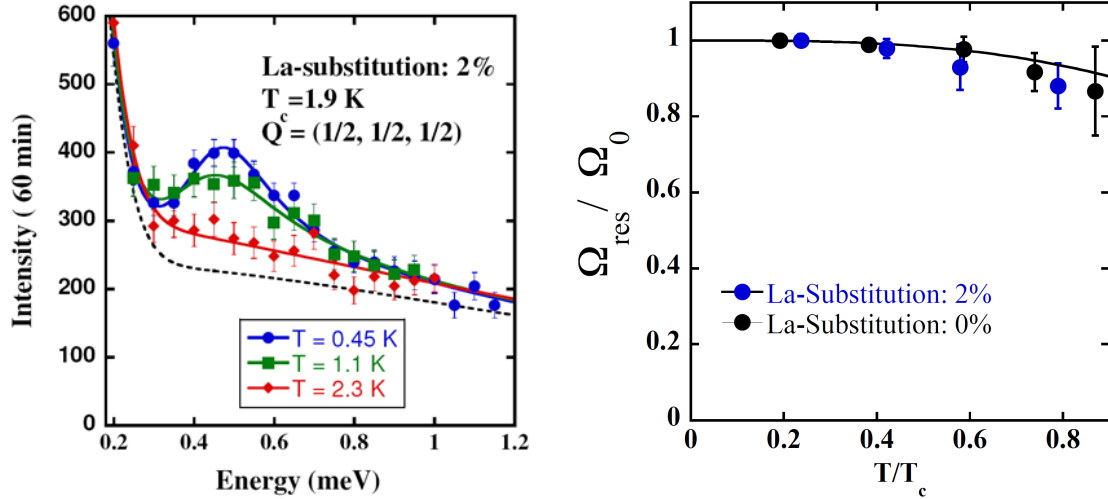 600
500
400
300
200
100
0
Intensity ( 60 min)
La-substitution: 2%
T =1.9 K
c
Q = (1/2, 1/2, 1/2)
T = 0.45 K
T = 1.1 K
T = 2.3 K
0.2 0.4 0.6 0.8 1 1.2
Energy (meV)
1
0.8
0.6
0.4
0.2
0
Ωres / Ω0
La-Substitution: 2%
La-Substitution: 0%
0 0.2 0.4 0.6 0.8
T/Tc